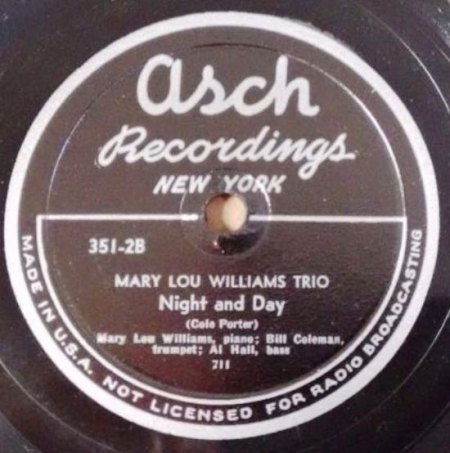 asch
Recordings
NEW YORK
351-2B
MARY LOU WILLIAMS TRIO
Night and Day
(Cole Porter)
Mary Lou Williams, piano; Bill Coleman,
trumpet; Al Hall, bass
711
MADE IN U.S.A. NOT LICENSED FOR RADIO BROADCASTING